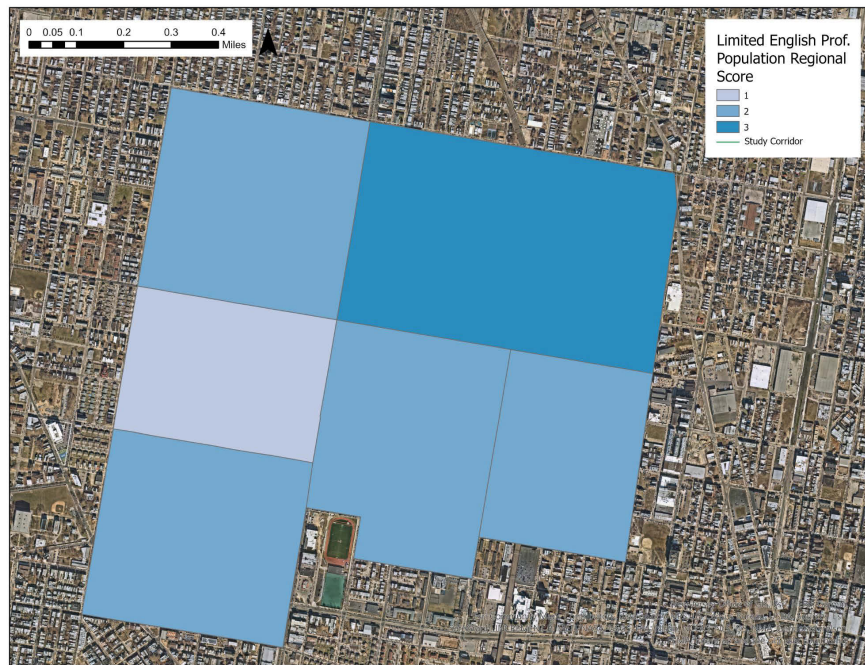 0 0.05 0.1 0.2 0.3 0.4
Miles
Limited English Prof.
Population Regional
Score
1
2
3
Study Corridor